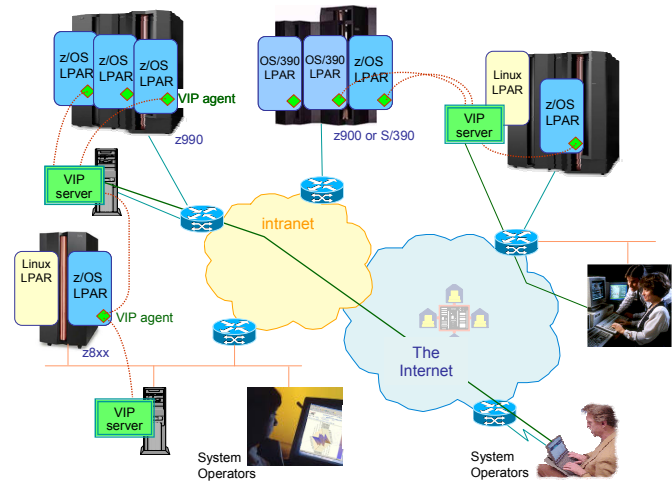 z/OS
LPAR
z/OS
LPAR
z/OS
LPAR
VIP agent
z990
OS/390
LPAR
OS/390
LPAR
z/OS
LPAR
z900 or S/390
Linux
LPAR
z/OS
LPAR
VIP
server
VIP
server
intranet
Linux
LPAR
z/OS
LPAR
VIP agent
z8xx
The
Internet
VIP
server
System
Operators
System
Operators